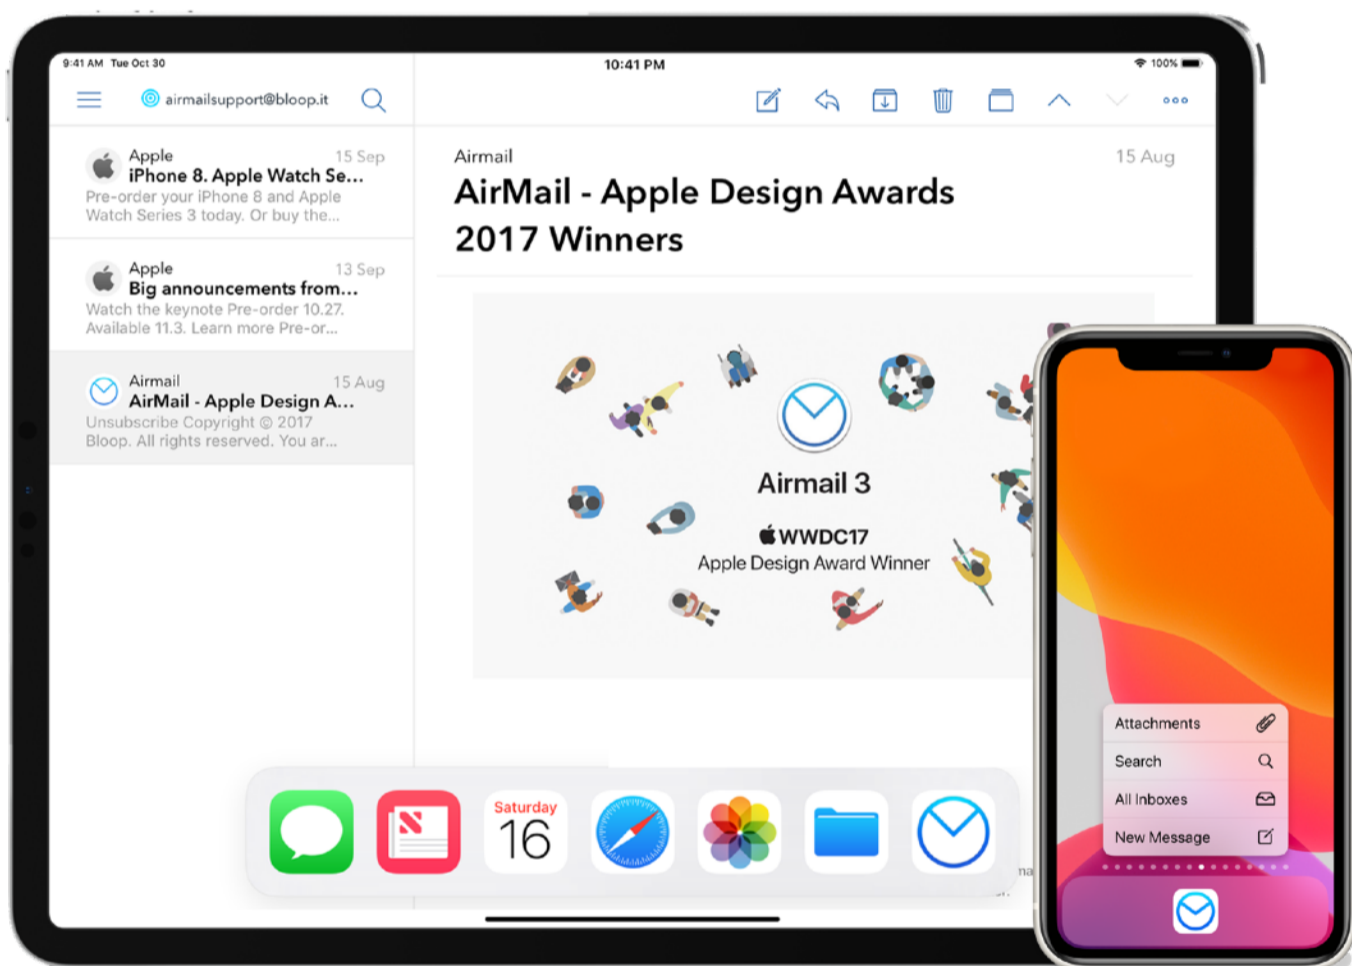 9:41 AM Tue Oct 30
10:41 PM
100%
airmailsupport@bloop.it
Apple
15 Sep
iPhone 8. Apple Watch Se...
Pre-order your iPhone 8 and Apple
Watch Series 3 today. Or buy the...
Apple
13 Sep
Big announcements from...
Watch the keynote Pre-order 10.27.
Available 11.3. Learn more Pre-or...
Airmail
15 Aug
AirMail - Apple Design A...
Unsubscribe Copyright © 2017
Bloop. All rights reserved. You ar...
Airmail
15 Aug
AirMail - Apple Design Awards
2017 Winners
Airmail 3
WWDC17
Apple Design Award Winner
Saturday
16
Attachments
Search
All Inboxes
New Message